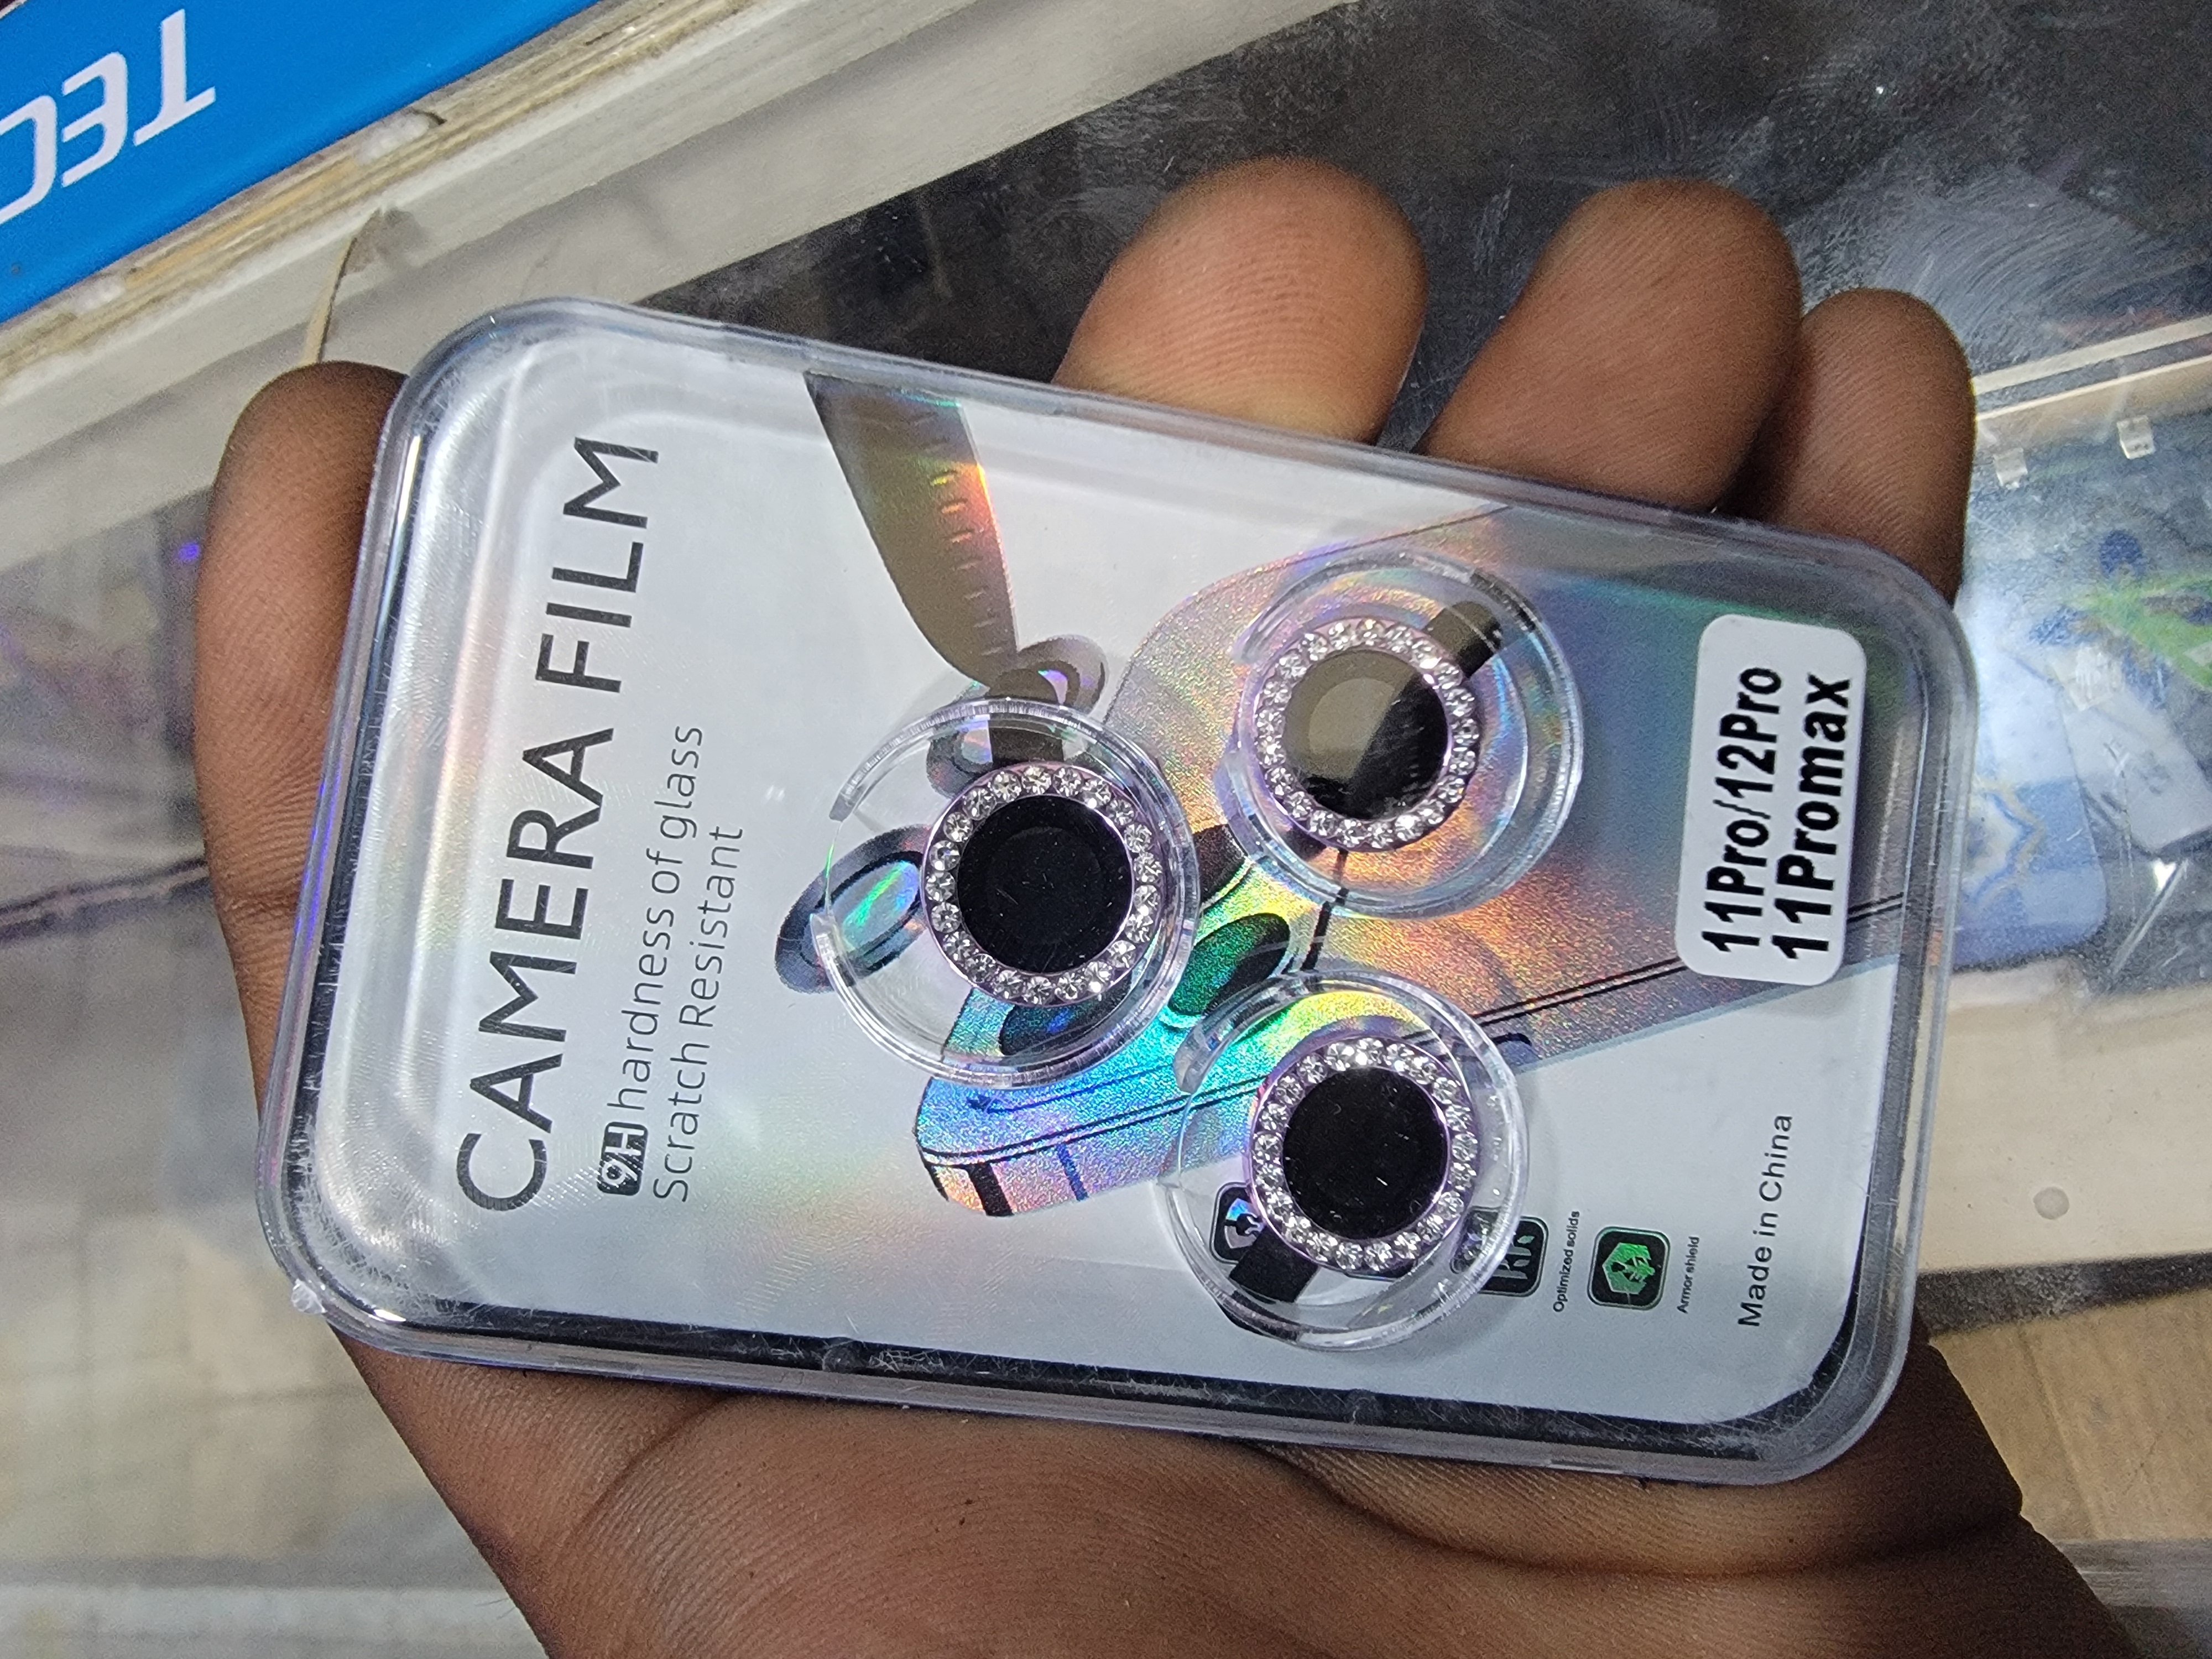 TEC
CAMERA FILM
9H hardness of glass
Scratch Resistant
Optimized solids
Armor shield
Made in China
11Pro/12Pro
11Promax